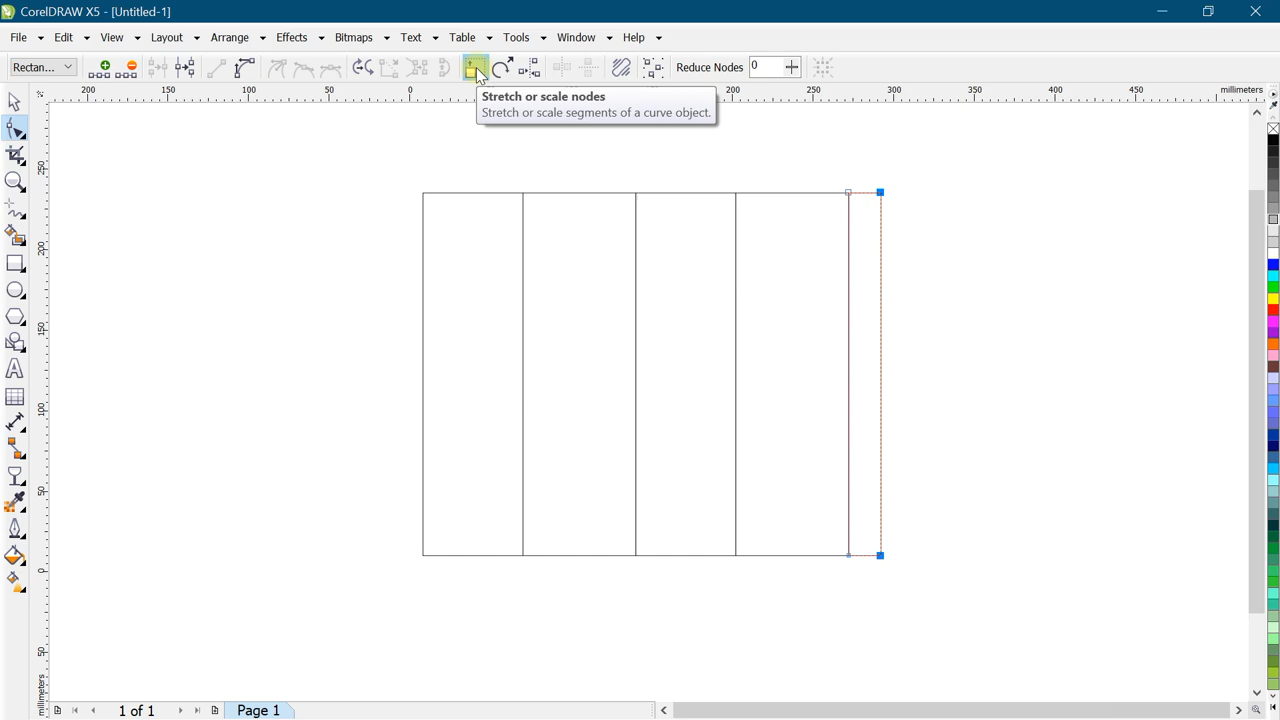 CorelDRAW X5 - [Untitled-1]
File Edit View Layout Arrange Effects Bitmaps Text Table Tools Window Help
Rectan... Reduce Nodes 0
200 150 100 50 0 200 250 300 350 400 450 millimeters
Stretch or scale nodes
Stretch or scale segments of a curve object.
250
200
150
100
50
0
50
millimeters
1 of 1 Page 1